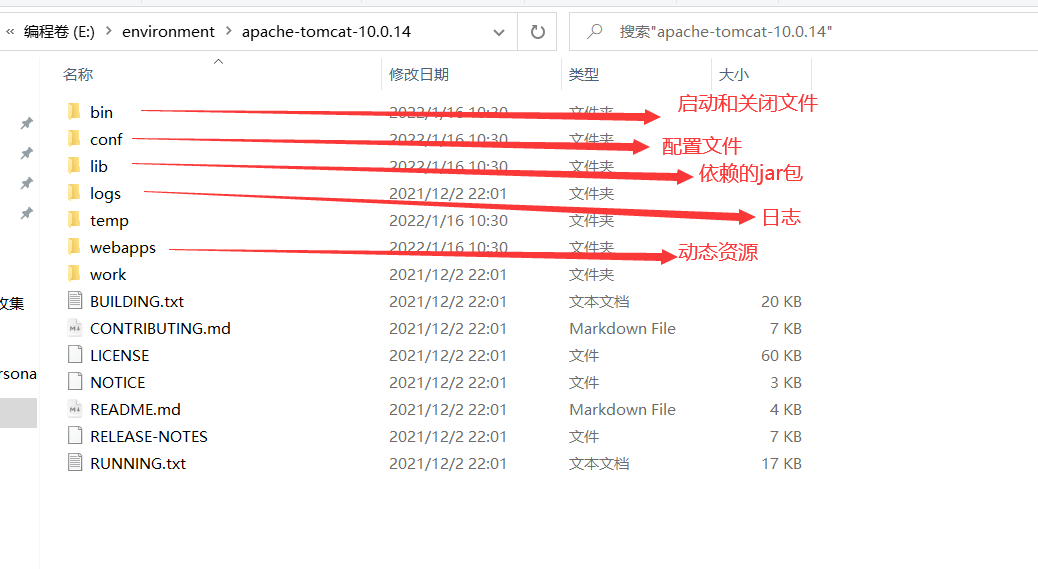 « 编程卷 (E:) > environment > apache-tomcat-10.0.14
搜索"apache-tomcat-10.0.14"
名称 修改日期 类型 大小
bin 2022/1/16 10:30 文件夹 启动和关闭文件
conf 2022/1/16 10:30 文件夹 配置文件
lib 2022/1/16 10:30 文件夹 依赖的jar包
logs 2021/12/2 22:01 文件夹 日志
temp 2022/1/16 10:30 文件夹
webapps 2022/1/16 10:30 文件夹 动态资源
work 2021/12/2 22:01 文件夹
BUILDING.txt 2021/12/2 22:01 文本文档 20 KB
CONTRIBUTING.md 2021/12/2 22:01 Markdown File 7 KB
LICENSE 2021/12/2 22:01 文件 60 KB
NOTICE 2021/12/2 22:01 文件 3 KB
README.md 2021/12/2 22:01 Markdown File 4 KB
RELEASE-NOTES 2021/12/2 22:01 文件 7 KB
RUNNING.txt 2021/12/2 22:01 文本文档 17 KB
收集
rsona